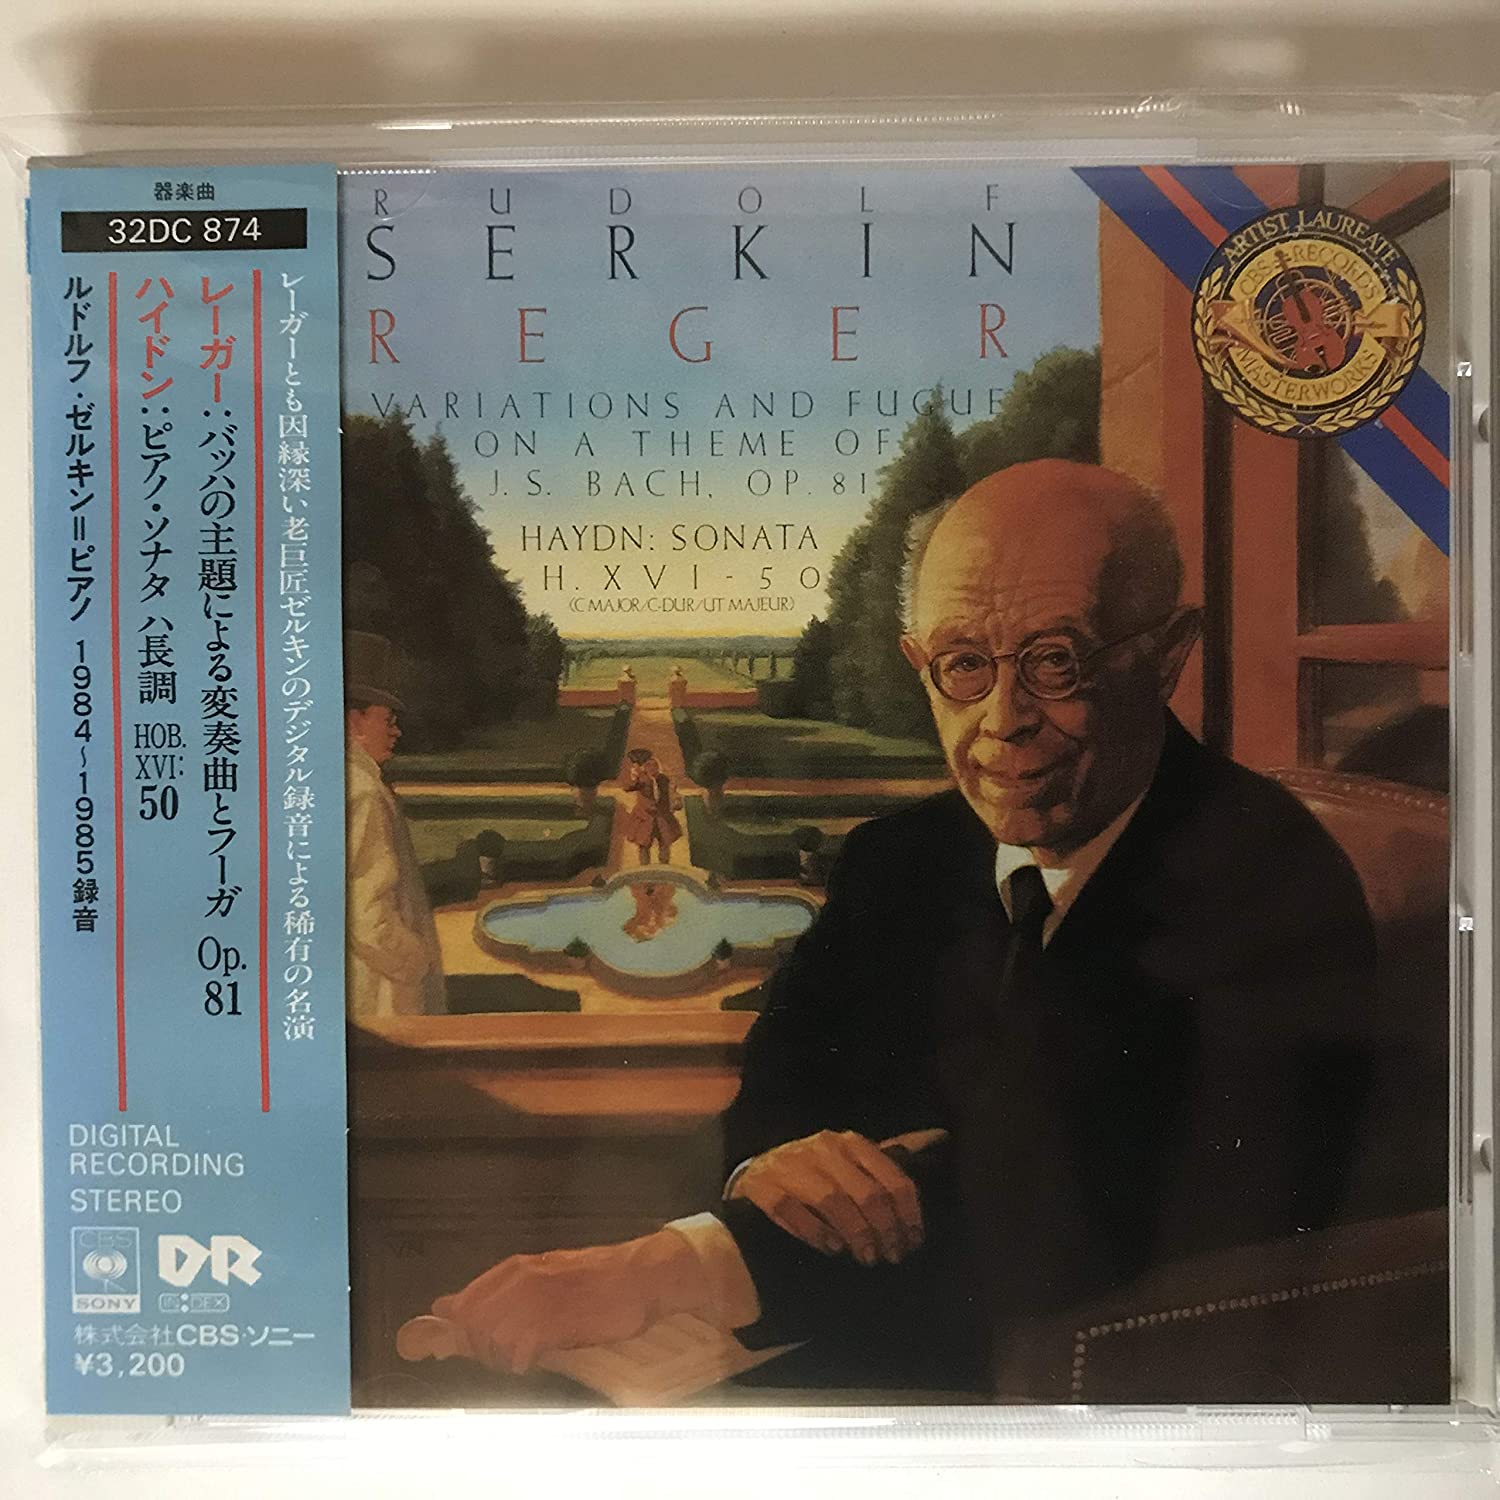 器楽曲
32DC 874
レーガーとも因縁深い老巨匠ゼルキンのデジタル録音による稀有の名演
レーガー:バッハの主題による変奏曲とフーガ Op. 81
ハイドン:ピアノ・ソナタ ハ長調 HOB. XVI: 50
ルドルフ・ゼルキン=ピアノ 1984~1985録音
DIGITAL
RECORDING
STEREO
CBS
SONY
DR
INDEX
株式会社CBS・ソニー
¥3,200
RUDOLF
SERKIN
REGER
VARIATIONS AND FUGUE
ON A THEME OF
J.S. BACH, OP. 81
HAYDN: SONATA
H. XVI-50
(C MAJOR/C-DUR/UT MAJEUR)
ARTIST LAUREATE
CBS RECORDS
MASTERWORKS